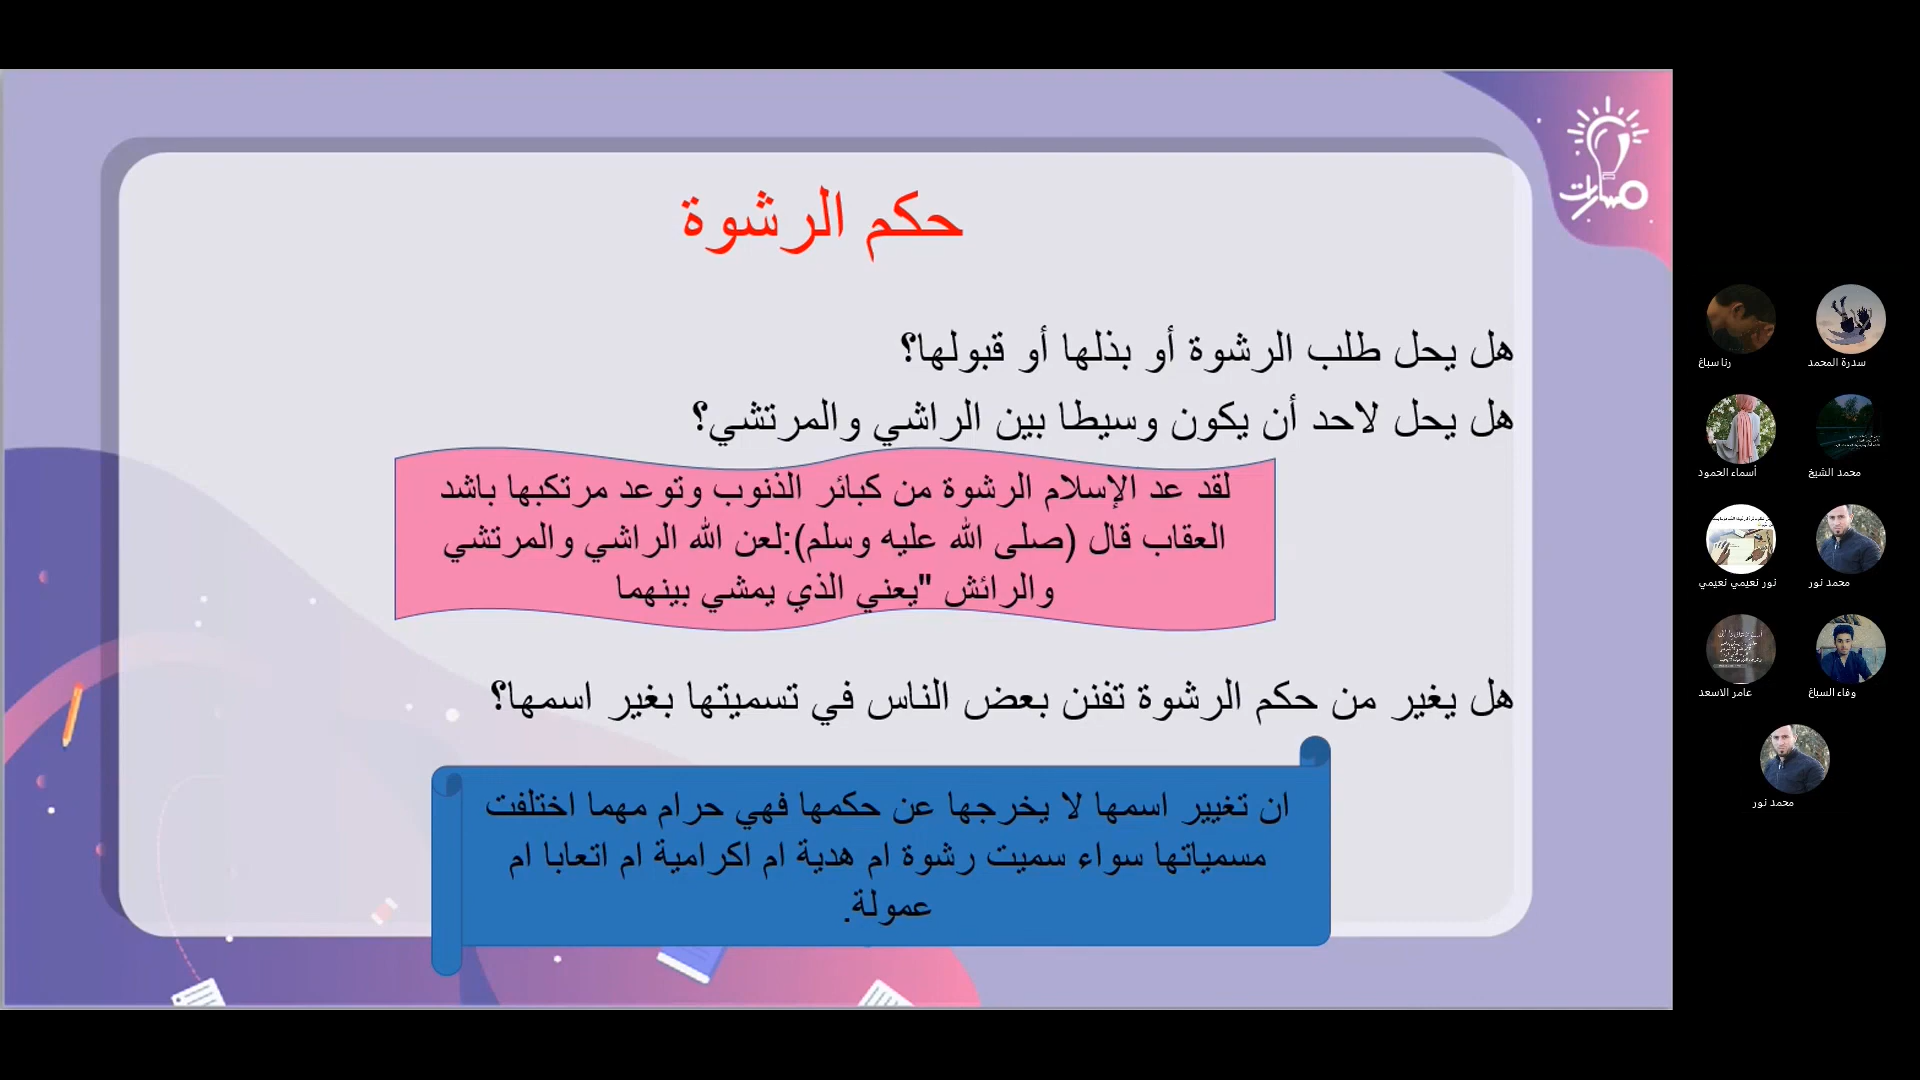 مسارات
حكم الرشوة
هل يحل طلب الرشوة أو بذلها أو قبولها؟
هل يحل لاحد أن يكون وسيطا بين الراشي والمرتشي؟
لقد عد الإسلام الرشوة من كبائر الذنوب وتوعد مرتكبها باشد
العقاب قال (صلى الله عليه وسلم):لعن الله الراشي والمرتشي
والرائش "يعني الذي يمشي بينهما
هل يغير من حكم الرشوة تفنن بعض الناس في تسميتها بغير اسمها؟
ان تغيير اسمها لا يخرجها عن حكمها فهي حرام مهما اختلفت
مسمياتها سواء سميت رشوة ام هدية ام اكرامية ام اتعابا ام
عمولة.
سدرة المحمد
رنا سباغ
محمد الشيخ
أسماء الحمود
محمد نور
نور نعيمي نعيمي
وفاء السباغ
عامر الاسعد
محمد نور